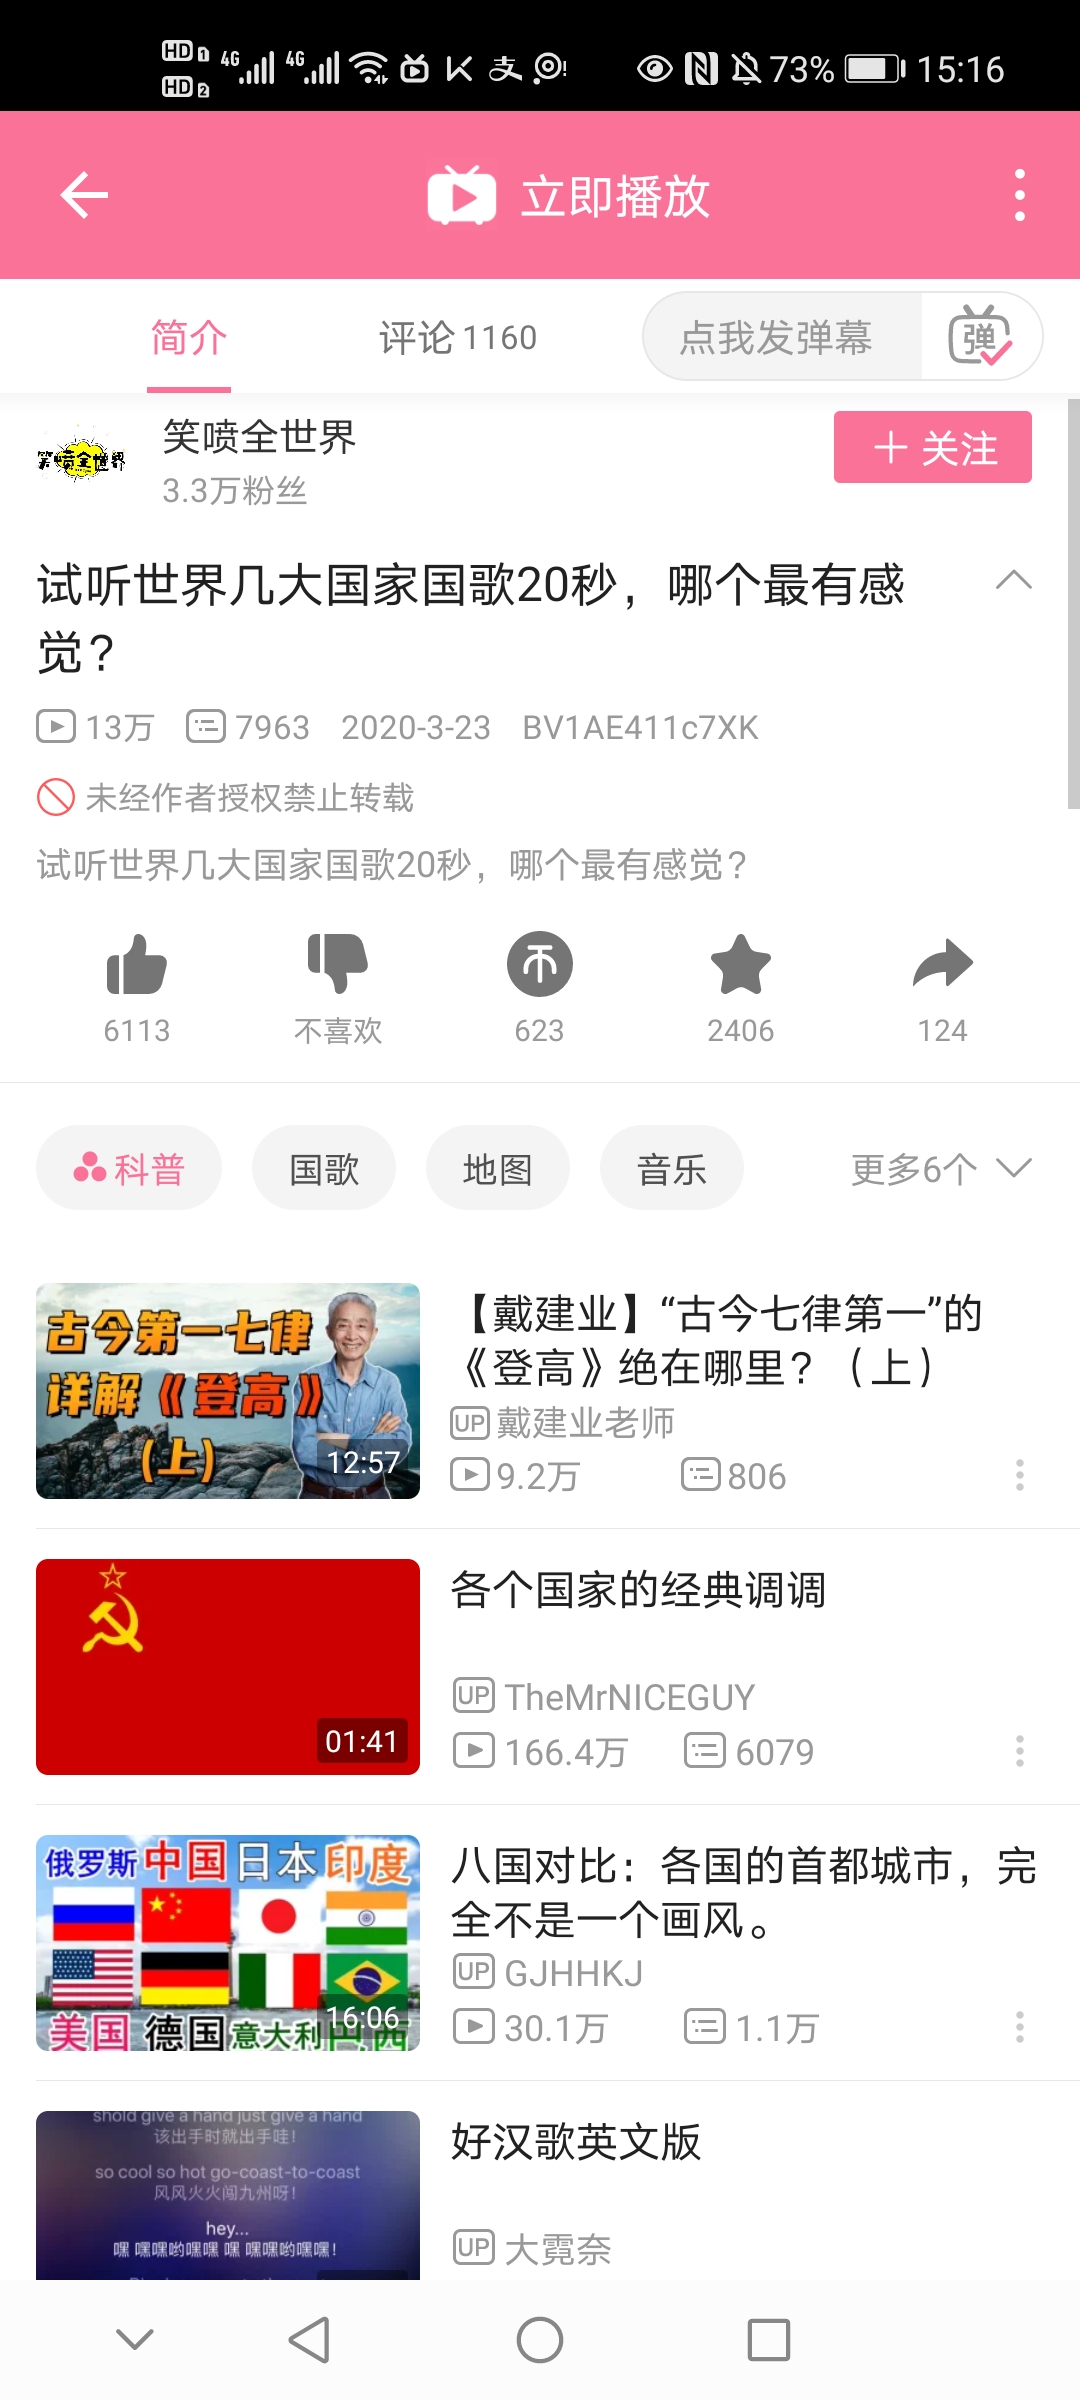 HD 1 4G 4G 支 73% 15:16
HD 2
立即播放
简介 评论 1160 点我发弹幕 弹
笑喷全世界
笑喷全世界
3.3万粉丝
+ 关注
试听世界几大国家国歌20秒，哪个最有感
觉？
13万 7963 2020-3-23 BV1AE411c7XK
未经作者授权禁止转载
试听世界几大国家国歌20秒，哪个最有感觉？
6113 不喜欢 623 2406 124
科普 国歌 地图 音乐 更多6个
古今第一七律
详解《登高》
(上)
12:57
【戴建业】“古今七律第一”的
《登高》绝在哪里？（上）
UP 戴建业老师
9.2万 806
01:41
各个国家的经典调调
UP TheMrNICEGUY
166.4万 6079
俄罗斯 中国 日本 印度
美国 德国 意大利 巴西
16:06
八国对比：各国的首都城市，完
全不是一个画风。
UP GJHHKJ
30.1万 1.1万
shold give a hand just give a hand
该出手时就出手哇！
so cool so hot go-coast-to-coast
风风火火闯九州呀！
hey...
嘿 嘿嘿哟嘿嘿 嘿 嘿嘿哟嘿嘿！
好汉歌英文版
UP 大霓奈